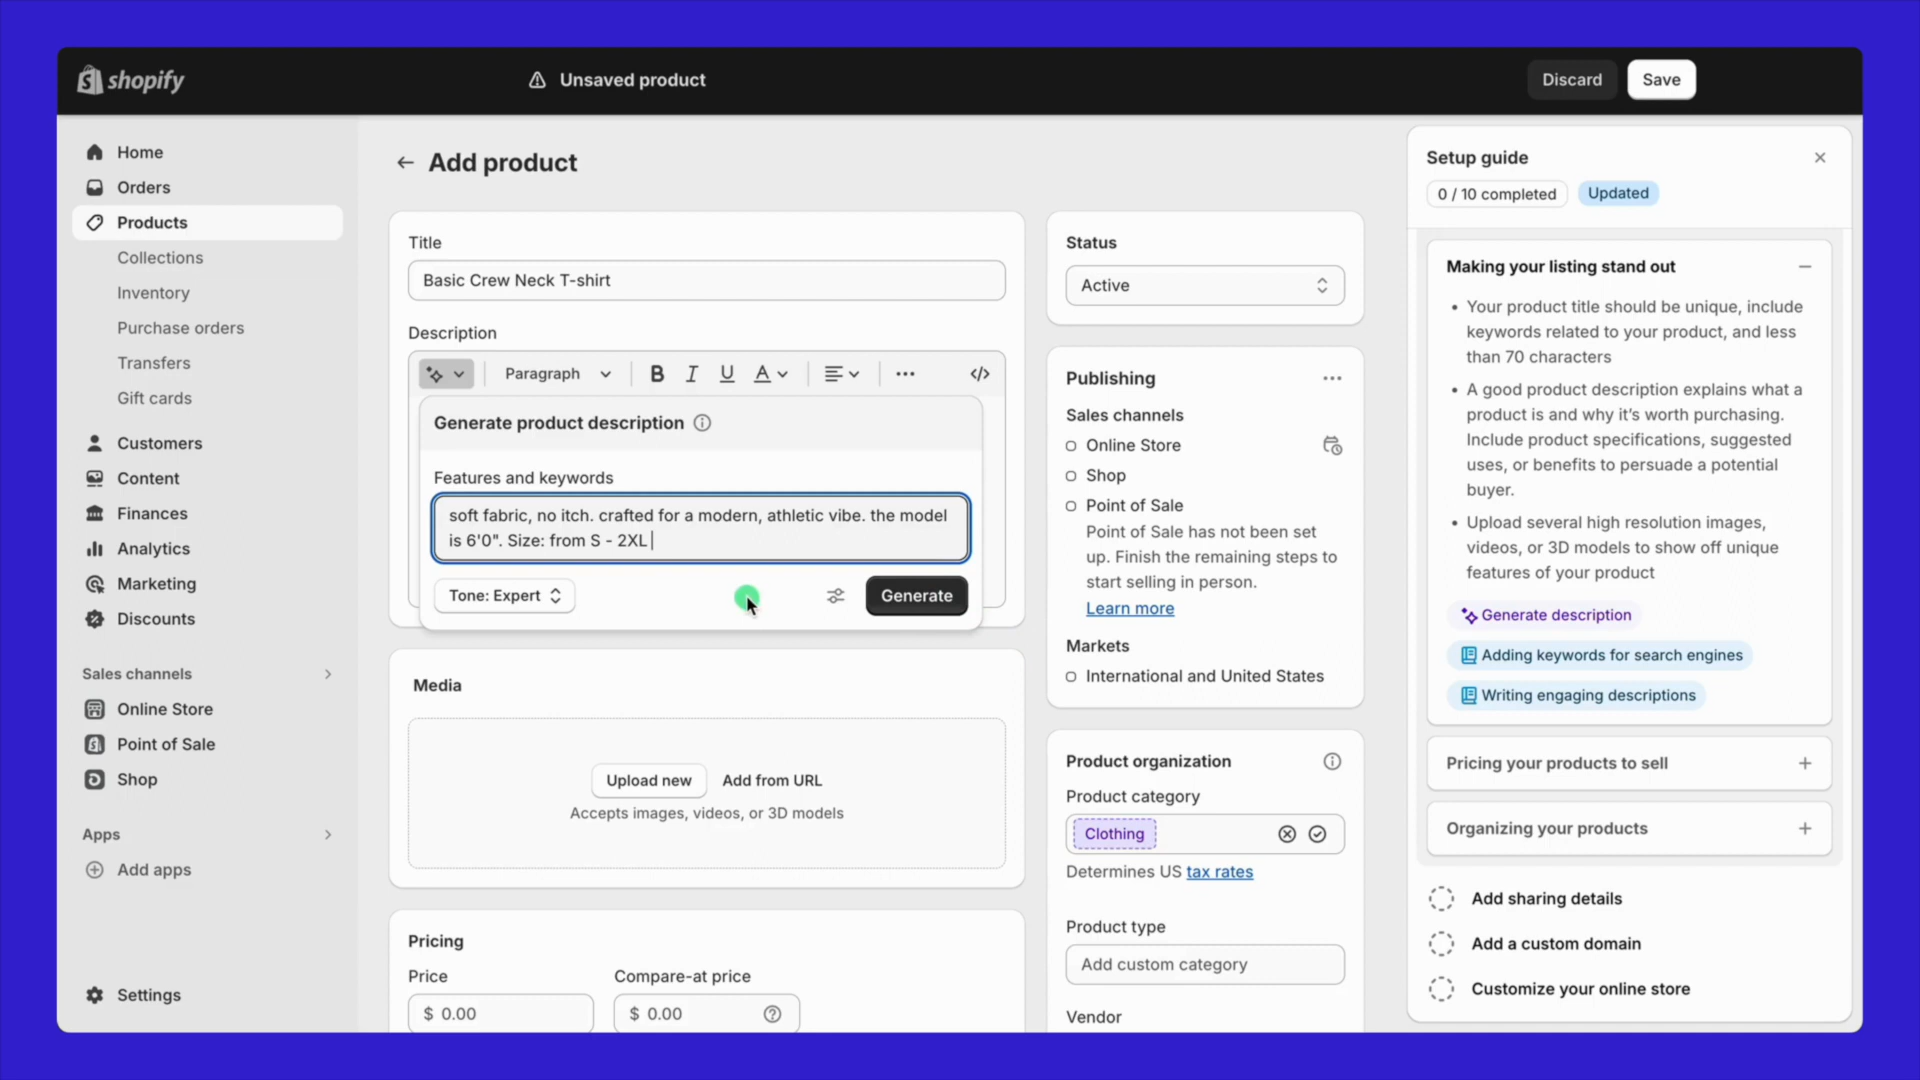 shopify
Unsaved product
Discard
Save
Home
Orders
Products
Collections
Inventory
Purchase orders
Transfers
Gift cards
Customers
Content
Finances
Analytics
Marketing
Discounts
Sales channels
Online Store
Point of Sale
Shop
Apps
Add apps
Settings
Add product
Title
Basic Crew Neck T-shirt
Description
Paragraph
B I U A
</>
Generate product description
Features and keywords
soft fabric, no itch. crafted for a modern, athletic vibe. the model
is 6'0". Size: from S - 2XL
Tone: Expert
Generate
Media
Upload new
Add from URL
Accepts images, videos, or 3D models
Pricing
Price
Compare-at price
$ 0.00
$ 0.00
Status
Active
Publishing
Sales channels
Online Store
Shop
Point of Sale
Point of Sale has not been set
up. Finish the remaining steps to
start selling in person.
Learn more
Markets
International and United States
Product organization
Product category
Clothing
Determines US tax rates
Product type
Add custom category
Vendor
Setup guide
0 / 10 completed
Updated
Making your listing stand out
• Your product title should be unique, include
keywords related to your product, and less
than 70 characters
• A good product description explains what a
product is and why it’s worth purchasing.
Include product specifications, suggested
uses, or benefits to persuade a potential
buyer.
• Upload several high resolution images,
videos, or 3D models to show off unique
features of your product
Generate description
Adding keywords for search engines
Writing engaging descriptions
Pricing your products to sell
Organizing your products
Add sharing details
Add a custom domain
Customize your online store